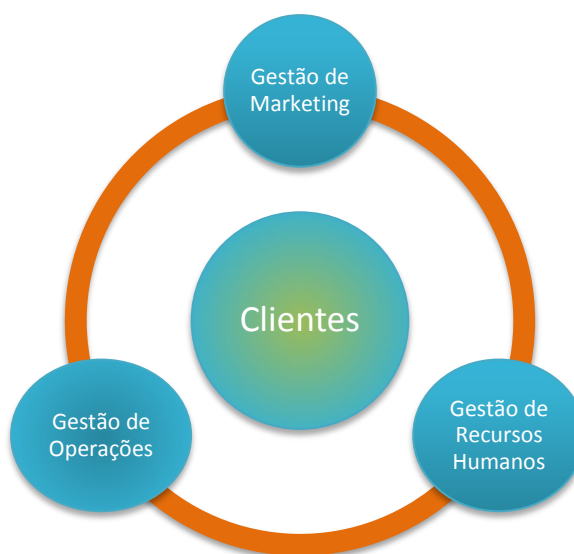 Gestão de
Marketing
Clientes
Gestão de
Operações
Gestão de
Recursos
Humanos